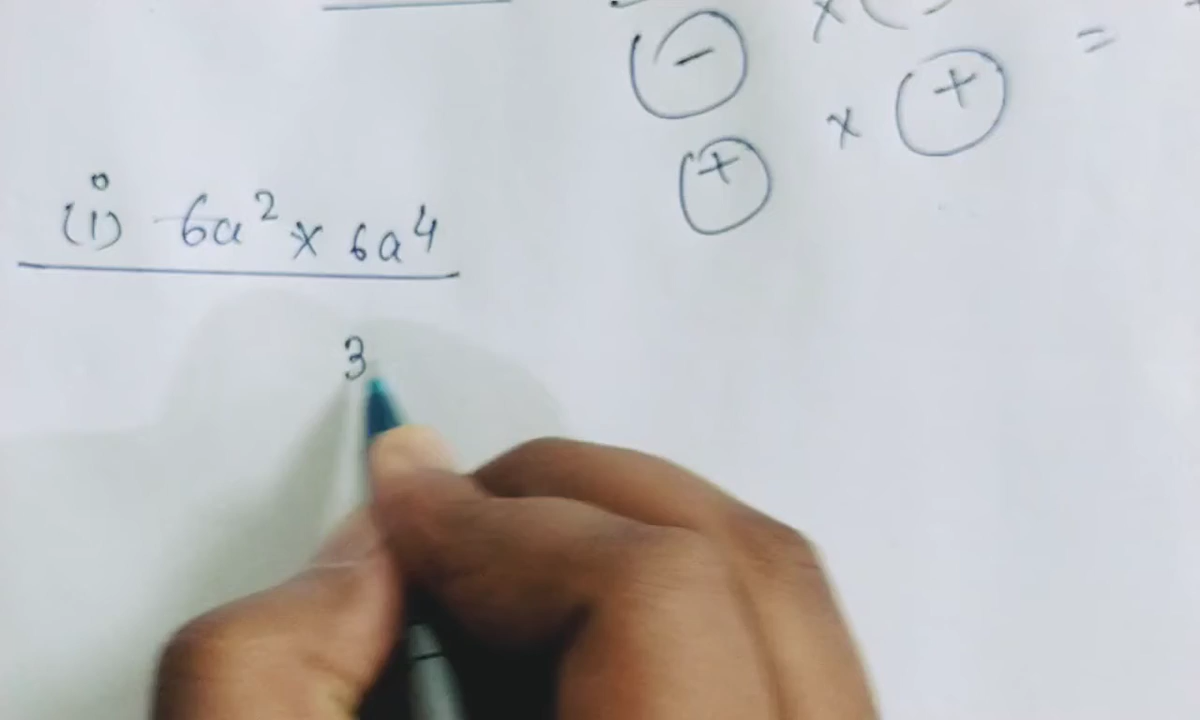 × (
- × + =
+
(i) 6a² × 6a⁴
3